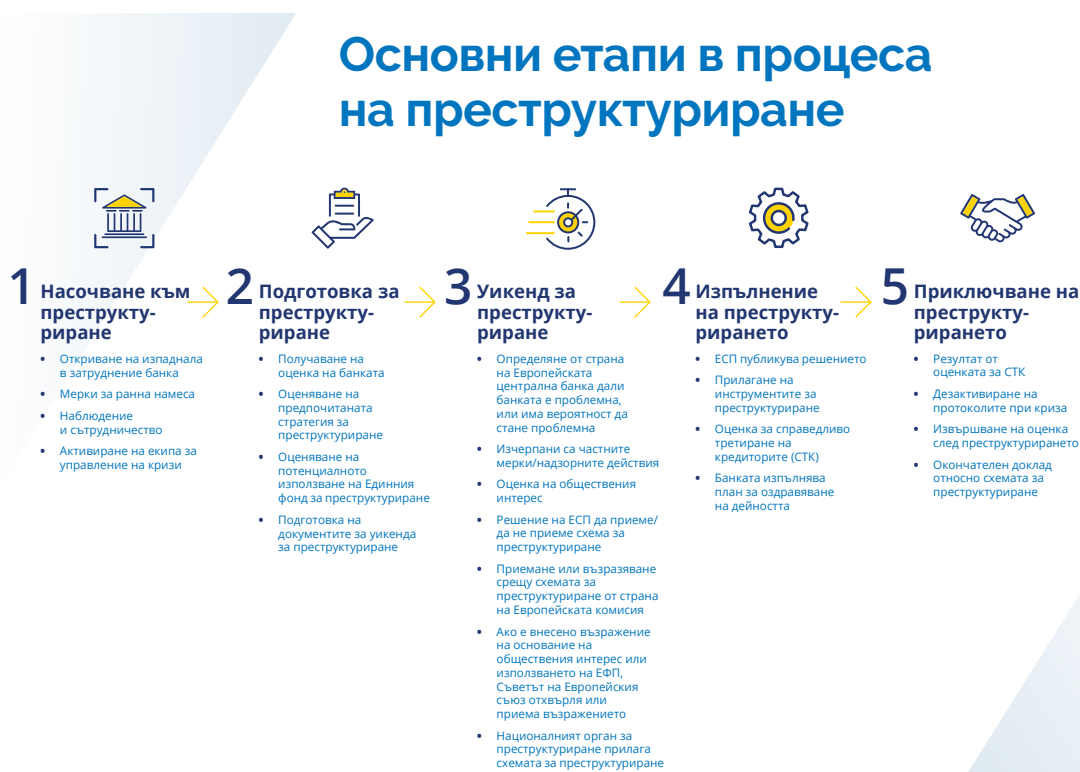 Основни етапи в процеса
на преструктуриране
1
Насочване към
преструкту-
риране
• Откриване на изпаднала
в затруднение банка
• Мерки за ранна намеса
• Наблюдение
и сътрудничество
• Активиране на екипа за
управление на кризи
2
Подготовка за
преструкту-
риране
• Получаване на
оценка на банката
• Оценяване на
предпочитаната
стратегия за
преструктуриране
• Оценяване на
потенциалното
използване на Единния
фонд за преструктуриране
• Подготовка на
документите за уикенда
за преструктуриране
3
Уикенд за
преструкту-
риране
• Определяне от страна
на Европейската
централна банка дали
банката е проблемна,
или има вероятност да
стане проблемна
• Изчерпани са частните
мерки/надзорните действия
• Оценка на обществения
интерес
• Решение на ЕСП да приеме/
да не приеме схема за
преструктуриране
• Приемане или възразяване
срещу схемата за
преструктуриране от страна
на Европейската комисия
• Ако е внесено възражение
на основание на
обществения интерес или
използването на ЕФП,
Съветът на Европейския
съюз отхвърля или
приема възражението
• Националният орган за
преструктуриране прилага
схемата за преструктуриране
4
Изпълнение
на преструкту-
рирането
• ЕСП публикува решението
• Прилагане на
инструментите за
преструктуриране
• Оценка за справедливо
третиране на
кредиторите (СТК)
• Банката изпълнява
план за оздравяване
на дейността
5
Приключване на
преструкту-
рирането
• Резултат от
оценката за СТК
• Дезактивиране на
протоколите при криза
• Извършване на оценка
след преструктурирането
• Окончателен доклад
относно схемата за
преструктуриране